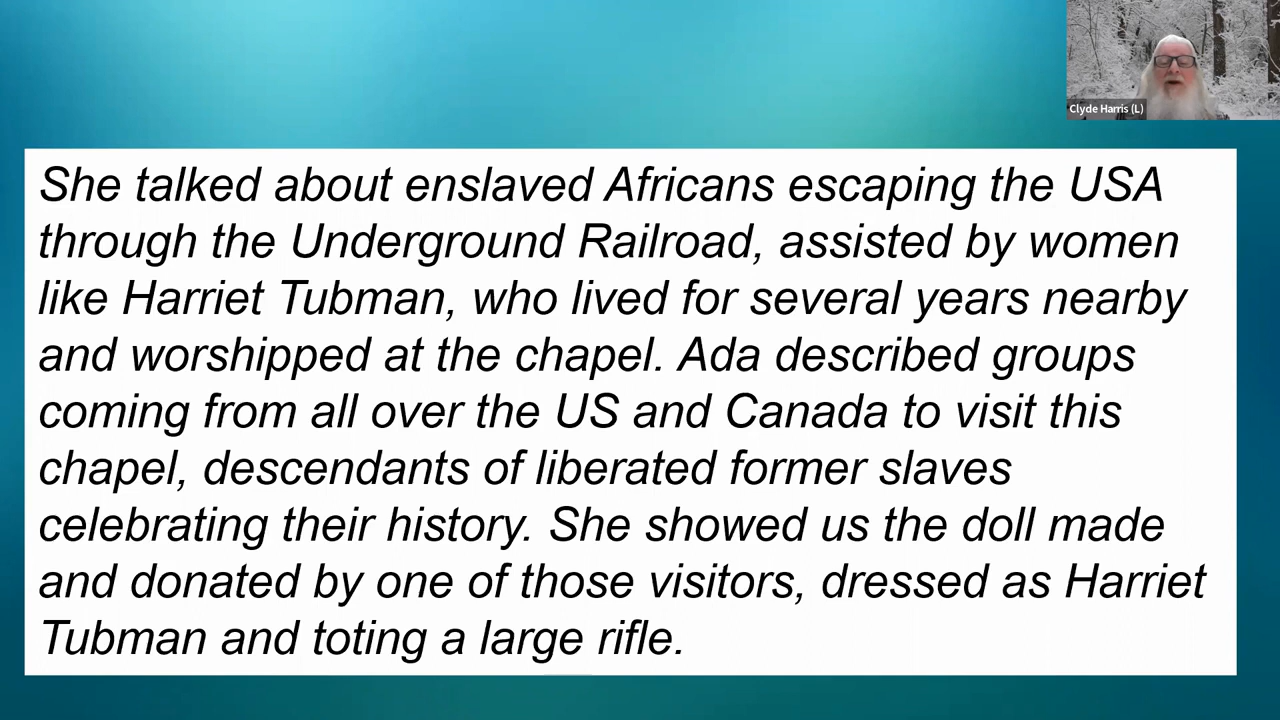 Clyde Harris (L)
She talked about enslaved Africans escaping the USA
through the Underground Railroad, assisted by women
like Harriet Tubman, who lived for several years nearby
and worshipped at the chapel. Ada described groups
coming from all over the US and Canada to visit this
chapel, descendants of liberated former slaves
celebrating their history. She showed us the doll made
and donated by one of those visitors, dressed as Harriet
Tubman and toting a large rifle.